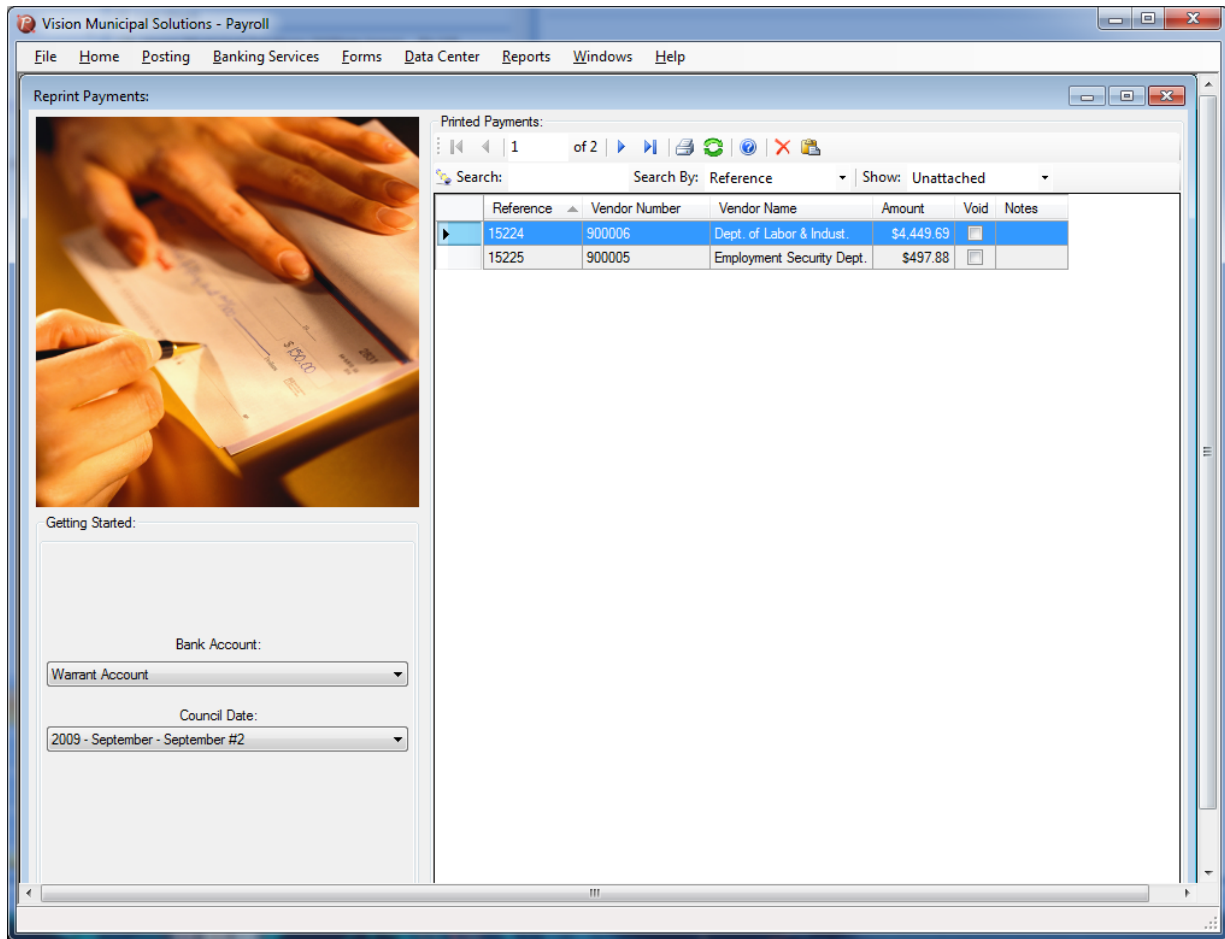 Vision Municipal Solutions - Payroll
File Home Posting Banking Services Forms Data Center Reports Windows Help
Reprint Payments:
Printed Payments:
1 of 2
Search: Search By: Reference Show: Unattached
Reference Vendor Number Vendor Name Amount Void Notes
15224 900006 Dept. of Labor & Indust. $4,449.69
15225 900005 Employment Security Dept. $497.88
$150.00
2931
Getting Started:
Bank Account:
Warrant Account
Council Date:
2009 - September - September #2